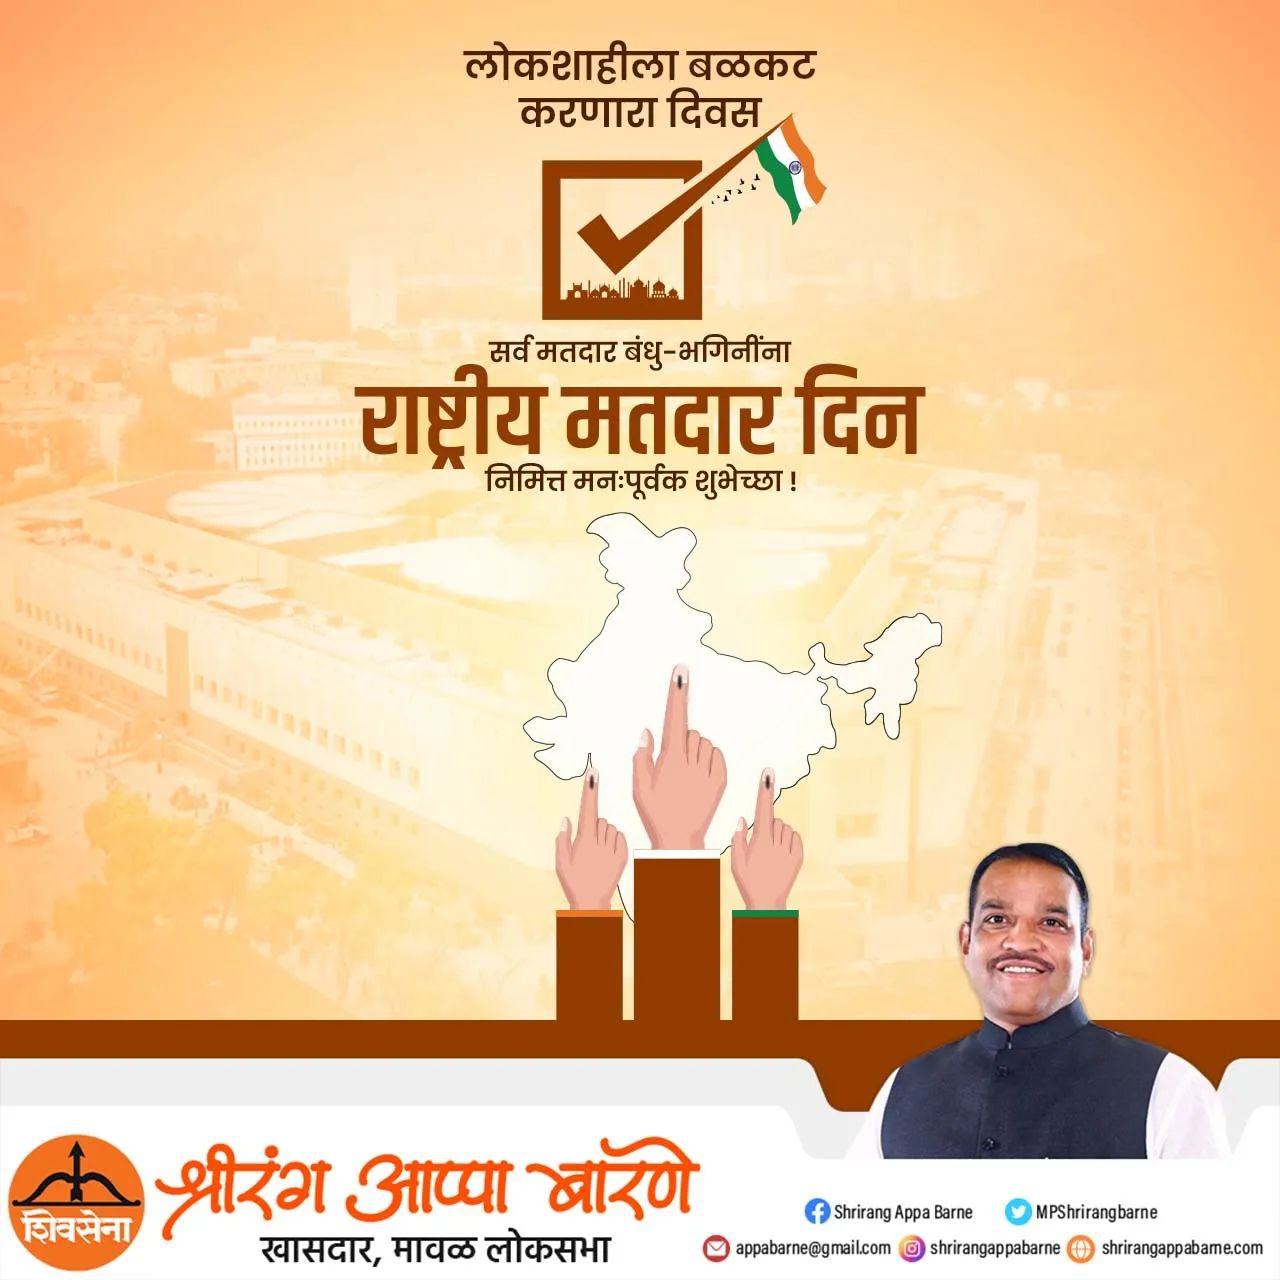 लोकशाहीला बळकट
करणारा दिवस
सर्व मतदार बंधु-भगिनींना
राष्ट्रीय मतदार दिन
निमित्त मनःपूर्वक शुभेच्छा !
शिवसेना
श्रीरंग आप्पा बारणे
खासदार, मावळ लोकसभा
Shrirang Appa Barne MPShrirangbarne
appabarne@gmail.com shrirangappabarne shrirangappabarne.com